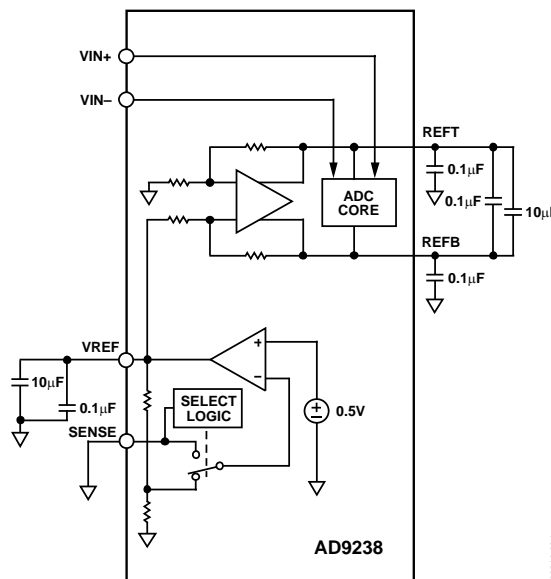 VIN+
VIN–
REFT
0.1μF
ADC
CORE
0.1μF
10μF
REFB
0.1μF
VREF
+
–
10μF
0.1μF
SELECT
LOGIC
0.5V
SENSE
AD9238